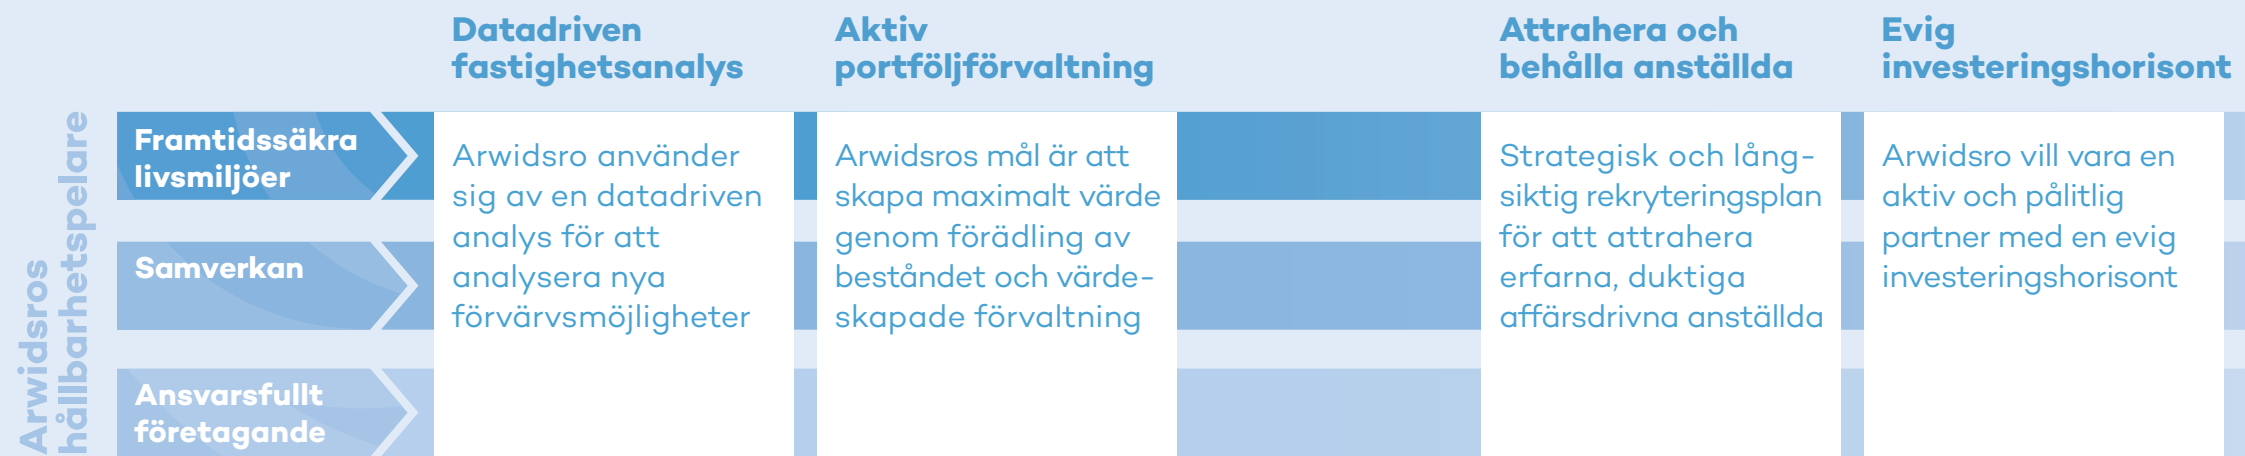 Datadriven
fastighetsanalys
Aktiv
portföljförvaltning
Attrahera och
behålla anställda
Evig
investeringshorisont
Arwidsros
hållbarhetspelare
Framtidssäkra
livsmiljöer
Samverkan
Ansvarsfullt
företagande
Arwidsro använder
sig av en datadriven
analys för att
analysera nya
förvärvsmöjligheter
Arwidsros mål är att
skapa maximalt värde
genom förädling av
beståndet och värde-
skapade förvaltning
Strategisk och lång-
siktig rekryteringsplan
för att attrahera
erfarna, duktiga
affärsdrivna anställda
Arwidsro vill vara en
aktiv och pålitlig
partner med en evig
investeringshorisont